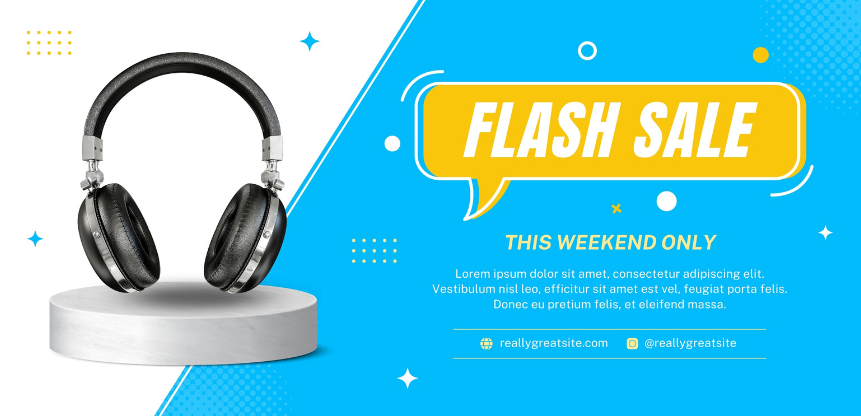 FLASH SALE
THIS WEEKEND ONLY
Lorem ipsum dolor sit amet, consectetur adipiscing elit.
Vestibulum nisl leo, efficitur sit amet est vel, feugiat porta felis.
Donec eu pretium felis, et eleifend massa.
reallygreatsite.com @reallygreatsite